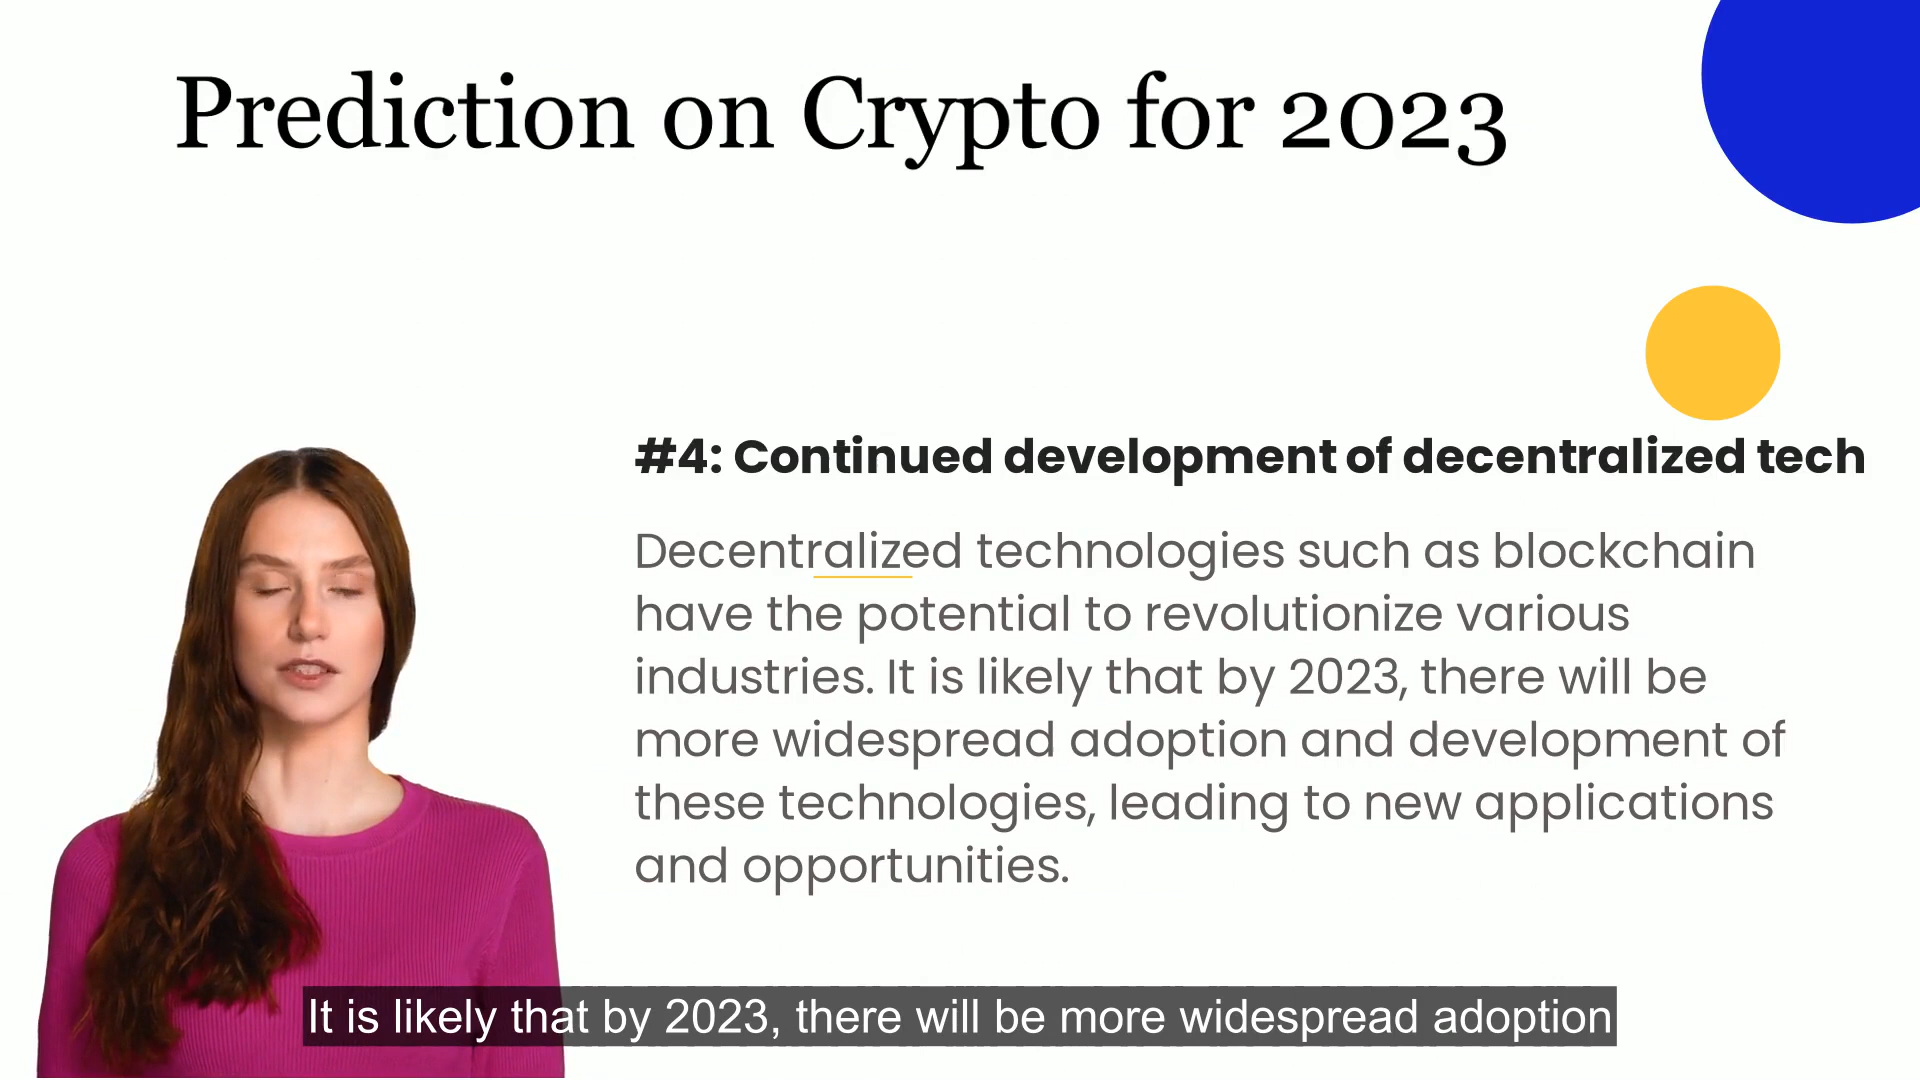 Prediction on Crypto for 2023
#4: Continued development of decentralized tech
Decentralized technologies such as blockchain
have the potential to revolutionize various
industries. It is likely that by 2023, there will be
more widespread adoption and development of
these technologies, leading to new applications
and opportunities.
It is likely that by 2023, there will be more widespread adoption